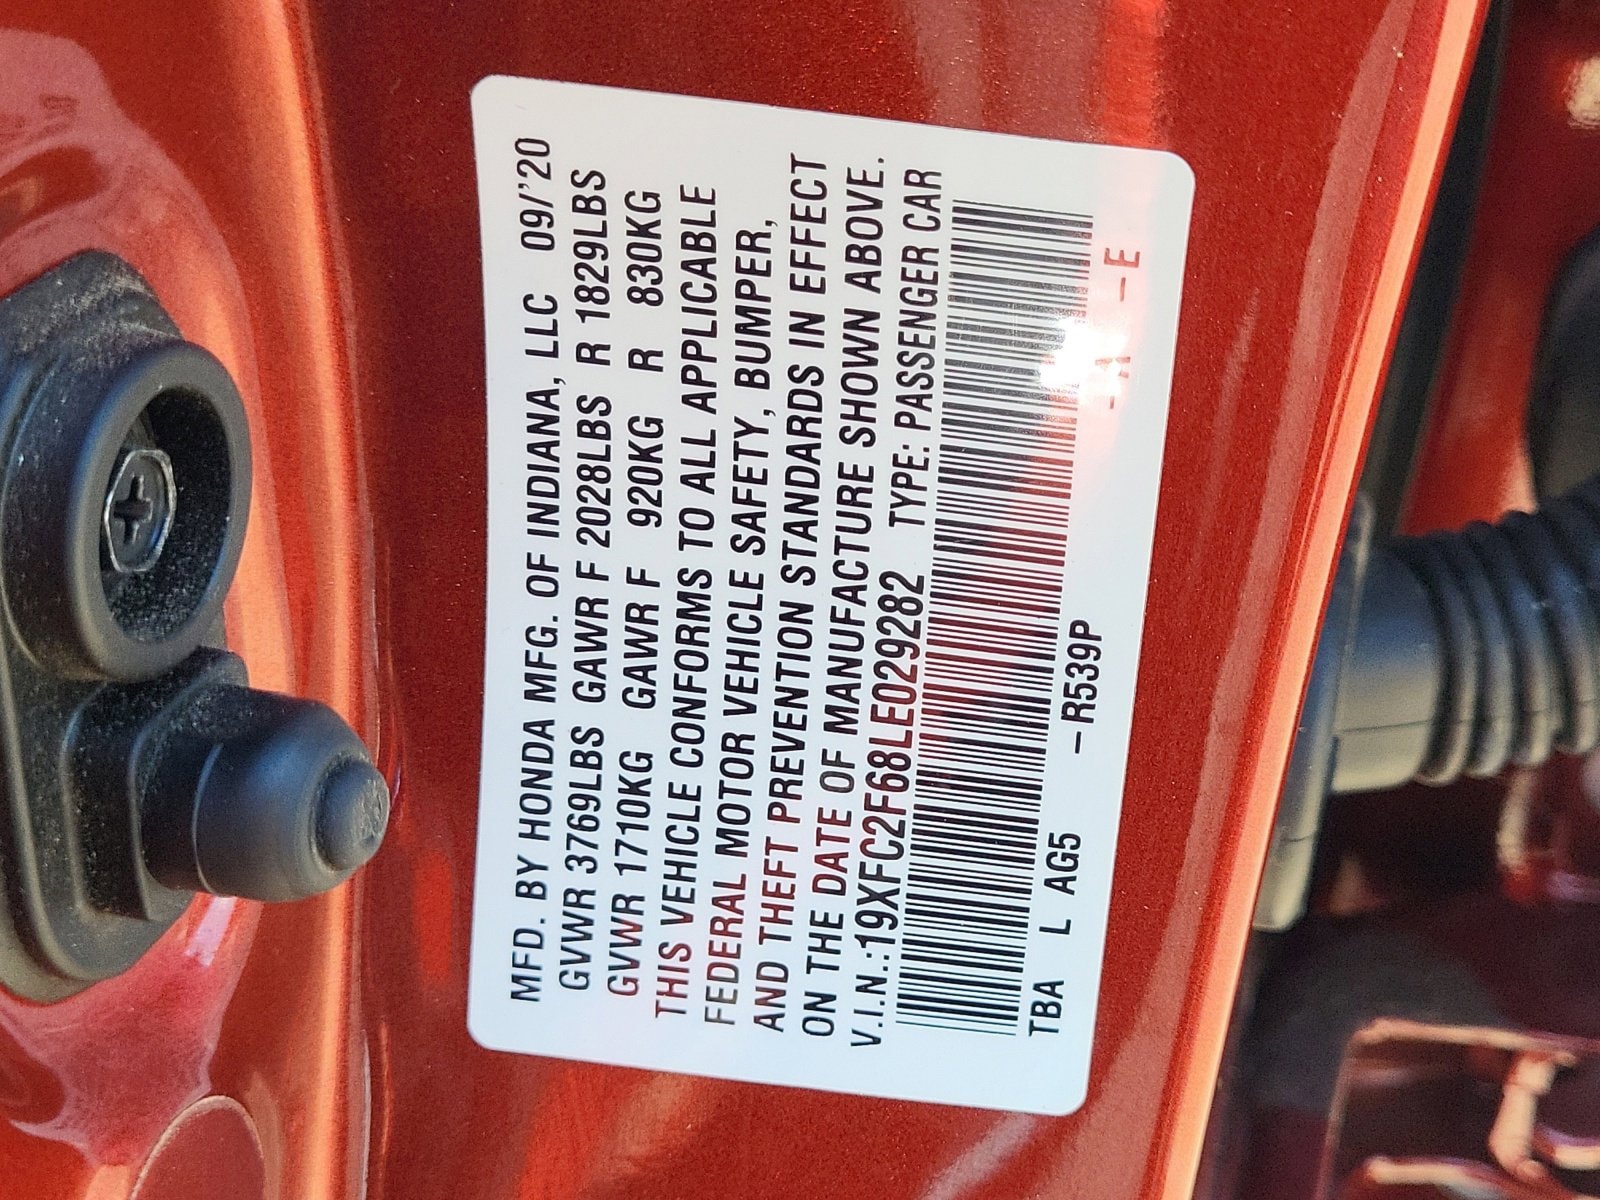 MFD. BY HONDA MFG. OF INDIANA, LLC 09/'20
GVWR 3769LBS GAWR F 2028LBS R 1829LBS
GVWR 1710KG GAWR F 920KG R 830KG
THIS VEHICLE CONFORMS TO ALL APPLICABLE
FEDERAL MOTOR VEHICLE SAFETY, BUMPER,
AND THEFT PREVENTION STANDARDS IN EFFECT
ON THE DATE OF MANUFACTURE SHOWN ABOVE.
V.I.N.:19XFC2F68LE029282 TYPE: PASSENGER CAR
TBA L AG5 –R539P –A –E